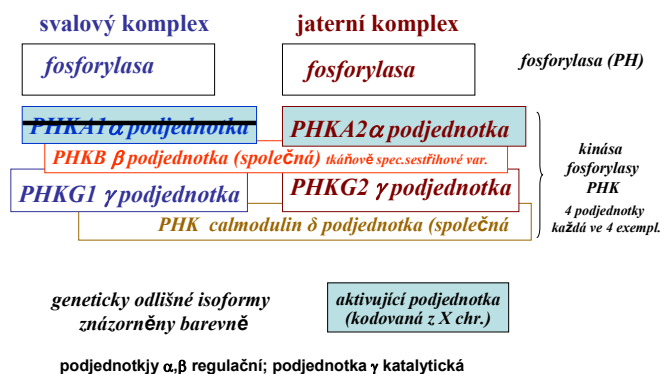 svalový komplex
jaterní komplex
fosforylasa
fosforylasa
fosforylasa (PH)
PHKA1α podjednotka
PHKA2α podjednotka
PHKB β podjednotka (společná) tkáňově spec.sestřihové var.
PHKG1 γ podjednotka
PHKG2 γ podjednotka
PHK calmodulin δ podjednotka (společná
kinása
fosforylasy
PHK
4 podjednotky
každá ve 4 exempl.
geneticky odlišné isoformy
znázorněny barevně
aktivující podjednotka
(kodovaná z X chr.)
podjednotkjy α,β regulační; podjednotka γ katalytická